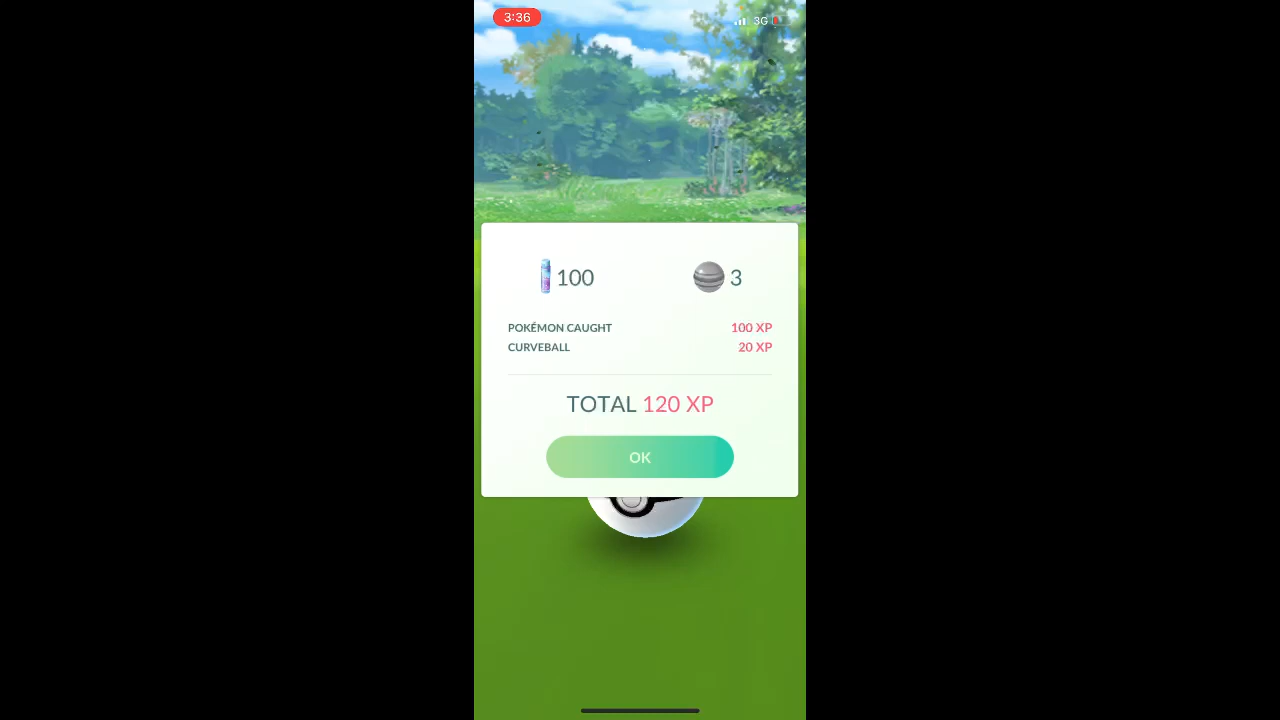 3:36
3G
100
3
POKÉMON CAUGHT 100 XP
CURVEBALL 20 XP
TOTAL 120 XP
OK